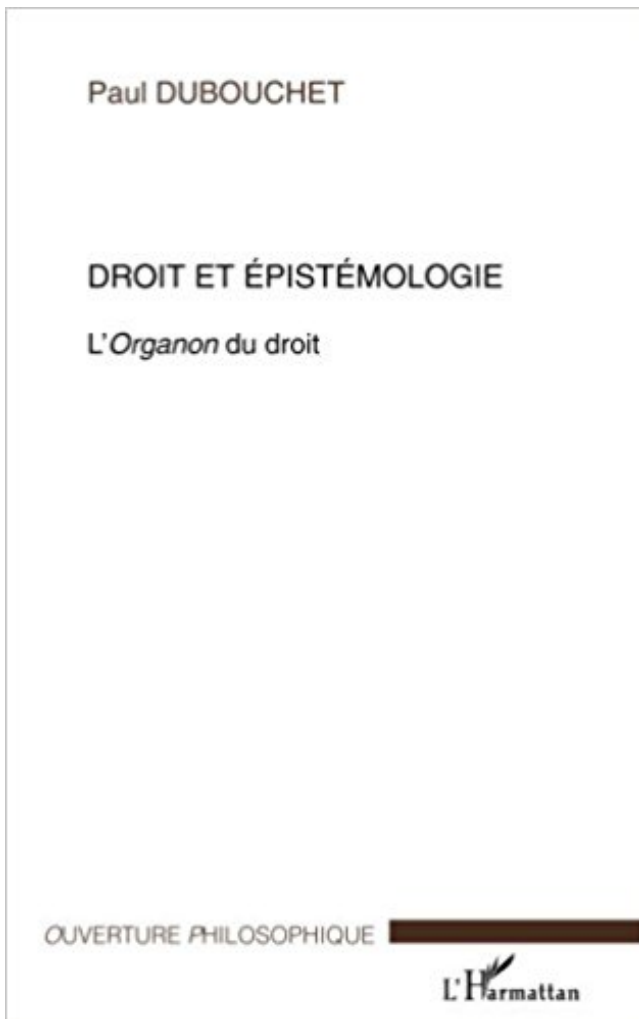 Paul DUBOUCHET
DROIT ET ÉPISTÉMOLOGIE
L'Organon du droit
OUVERTURE PHILOSOPHIQUE
L'Harmattan